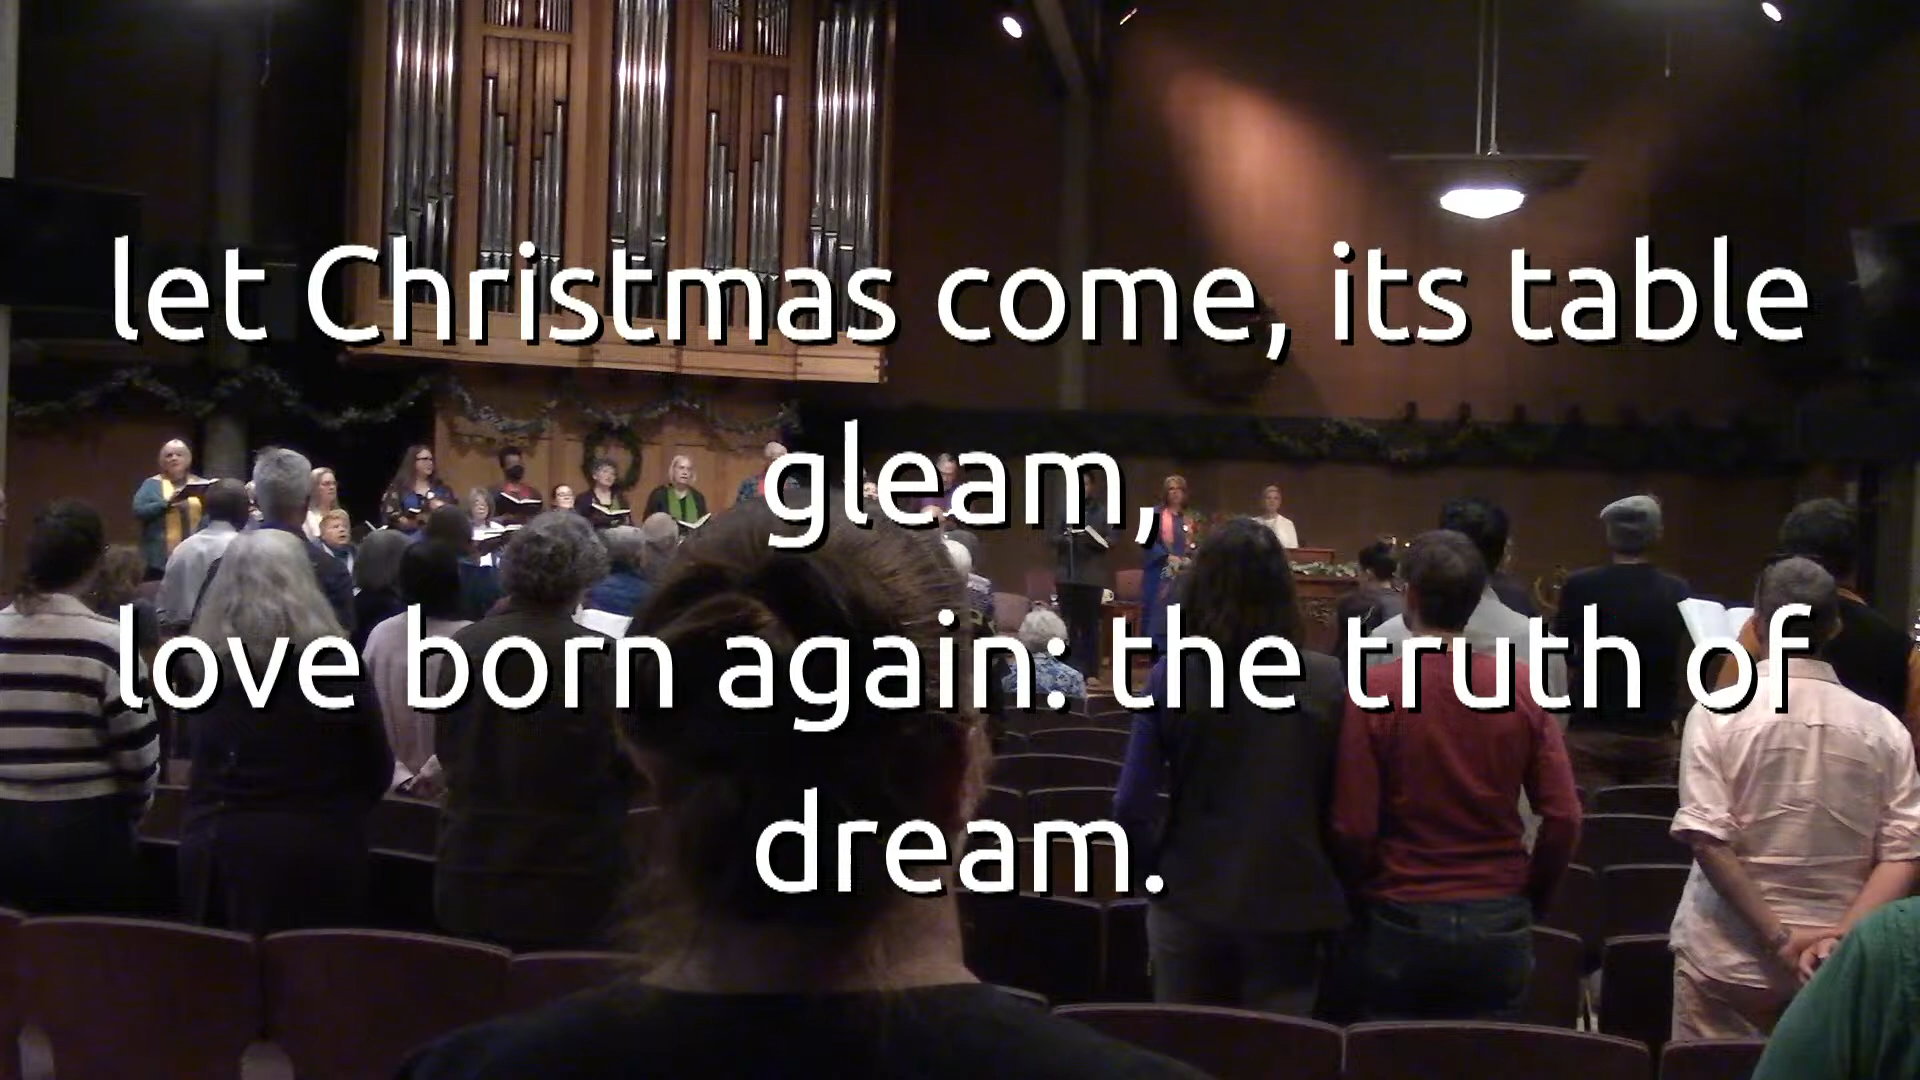 let Christmas come, its table
gleam,
love born again: the truth of
dream.